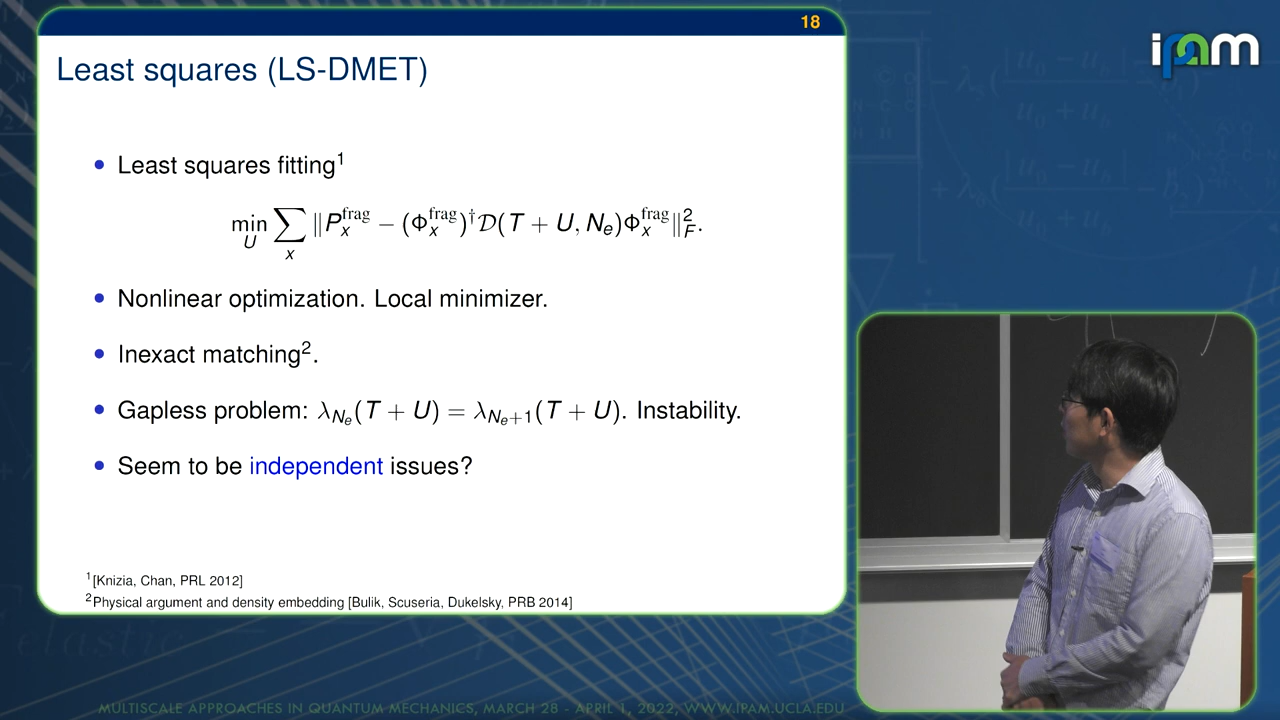 18
ipam
Least squares (LS-DMET)
• Least squares fitting¹
min_U ∑_x ‖P_x^frag − (Φ_x^frag)^† 𝒟(T + U, N_e)Φ_x^frag‖_F^2.
• Nonlinear optimization. Local minimizer.
• Inexact matching².
• Gapless problem: λ_{N_e}(T + U) = λ_{N_e+1}(T + U). Instability.
• Seem to be independent issues?
¹[Knizia, Chan, PRL 2012]
²Physical argument and density embedding [Bulik, Scuseria, Dukelsky, PRB 2014]
MULTISCALE APPROACHES IN QUANTUM MECHANICS, MARCH 28 - APRIL 1, 2022, WWW.IPAM.UCLA.EDU